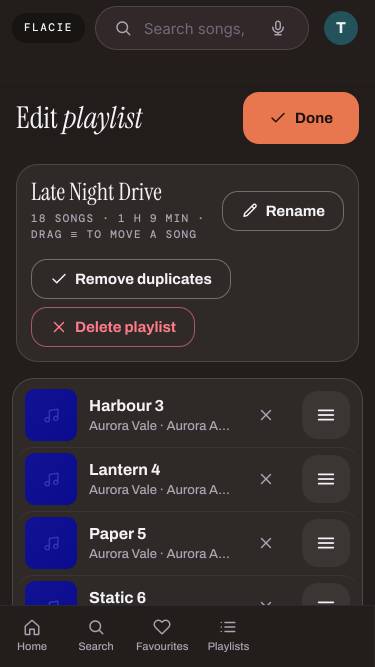 FLACIE
Search songs,
T
Edit playlist
Done
Late Night Drive
18 SONGS · 1 H 9 MIN ·
DRAG ≡ TO MOVE A SONG
Rename
Remove duplicates
Delete playlist
Harbour 3
Aurora Vale · Aurora A...
Lantern 4
Aurora Vale · Aurora A...
Paper 5
Aurora Vale · Aurora A...
Static 6
Home
Search
Favourites
Playlists